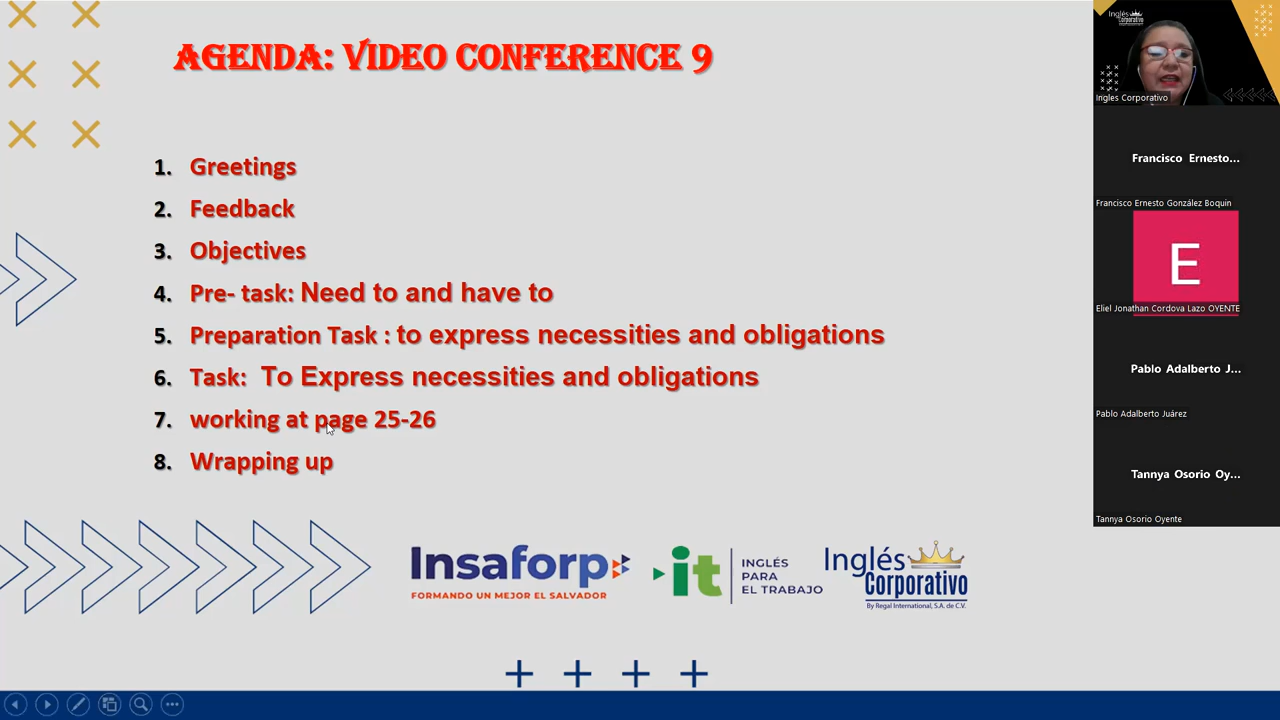 AGENDA: VIDEO CONFERENCE 9
1. Greetings
2. Feedback
3. Objectives
4. Pre- task: Need to and have to
5. Preparation Task : to express necessities and obligations
6. Task: To Express necessities and obligations
7. working at page 25-26
8. Wrapping up
Insaforp
FORMANDO UN MEJOR EL SALVADOR
it
INGLÉS
PARA
EL TRABAJO
Inglés
Corporativo
By Regal International, S.A. de C.V.
Inglés
Corporativo
Ingles Corporativo
Francisco Ernesto...
Francisco Ernesto González Boquin
E
Eliel Jonathan Cordova Lazo OYENTE
Pablo Adalberto J...
Pablo Adalberto Juárez
Tannya Osorio Oy...
Tannya Osorio Oyente